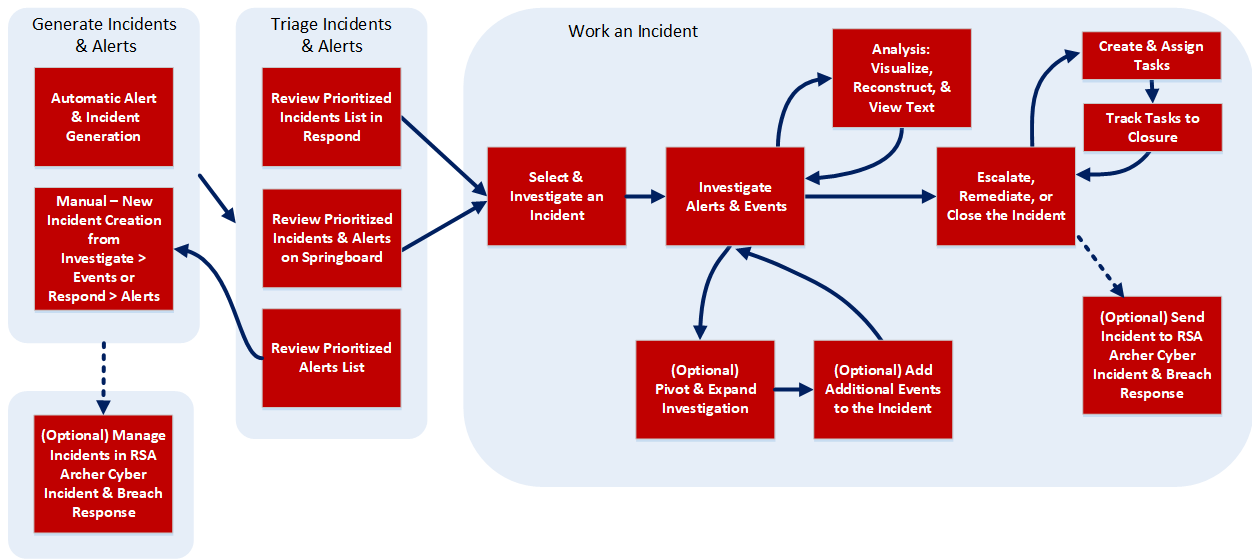 Generate Incidents
& Alerts
Automatic Alert
& Incident
Generation
Manual – New
Incident Creation
from
Investigate >
Events or
Respond > Alerts
(Optional) Manage
Incidents in RSA
Archer Cyber
Incident & Breach
Response
Triage Incidents
& Alerts
Review Prioritized
Incidents List in
Respond
Review Prioritized
Incidents & Alerts
on Springboard
Review Prioritized
Alerts List
Work an Incident
Select &
Investigate an
Incident
Investigate
Alerts & Events
Analysis:
Visualize,
Reconstruct, &
View Text
(Optional)
Pivot & Expand
Investigation
(Optional) Add
Additional Events
to the Incident
Escalate,
Remediate, or
Close the Incident
Create & Assign
Tasks
Track Tasks to
Closure
(Optional) Send
Incident to RSA
Archer Cyber
Incident & Breach
Response